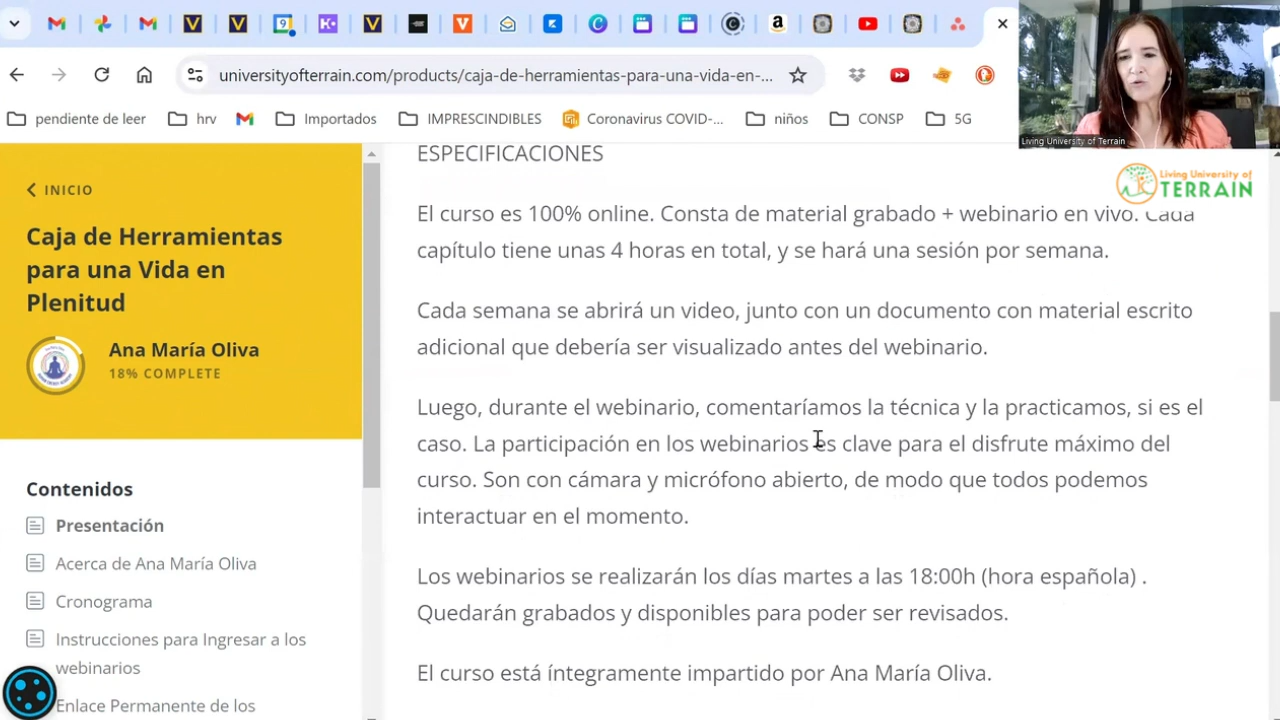 universityofterrain.com/products/caja-de-herramientas-para-una-vida-en-...
pendiente de leer
hrv
Importados
IMPRESCINDIBLES
Coronavirus COVID-...
niños
CONSP
5G
Living University of Terrain
Living University of
TERRAIN
INICIO
Caja de Herramientas
para una Vida en
Plenitud
Ana María Oliva
18% COMPLETE
Contenidos
Presentación
Acerca de Ana María Oliva
Cronograma
Instrucciones para Ingresar a los
webinarios
Enlace Permanente de los
ESPECIFICACIONES
El curso es 100% online. Consta de material grabado + webinario en vivo. Cada
capítulo tiene unas 4 horas en total, y se hará una sesión por semana.
Cada semana se abrirá un video, junto con un documento con material escrito
adicional que debería ser visualizado antes del webinario.
Luego, durante el webinario, comentaríamos la técnica y la practicamos, si es el
caso. La participación en los webinarios es clave para el disfrute máximo del
curso. Son con cámara y micrófono abierto, de modo que todos podemos
interactuar en el momento.
Los webinarios se realizarán los días martes a las 18:00h (hora española) .
Quedarán grabados y disponibles para poder ser revisados.
El curso está íntegramente impartido por Ana María Oliva.